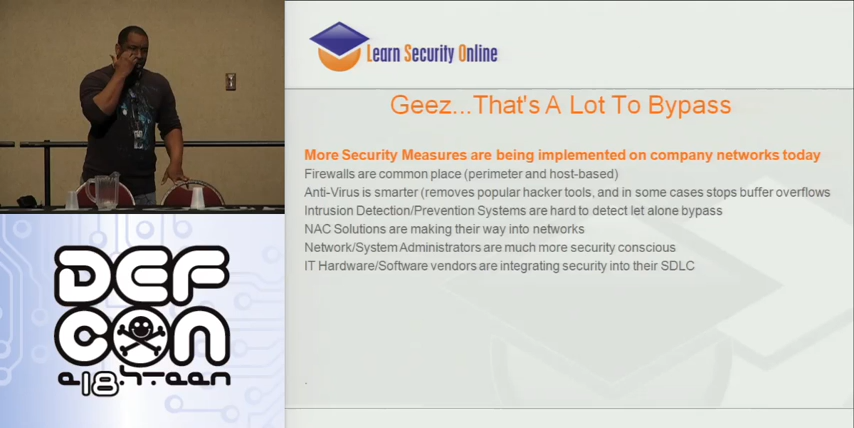 Learn Security Online
Geez...That's A Lot To Bypass
More Security Measures are being implemented on company networks today
Firewalls are common place (perimeter and host-based)
Anti-Virus is smarter (removes popular hacker tools, and in some cases stops buffer overflows
Intrusion Detection/Prevention Systems are hard to detect let alone bypass
NAC Solutions are making their way into networks
Network/System Administrators are much more security conscious
IT Hardware/Software vendors are integrating security into their SDLC
DEF
CON
e18hteen